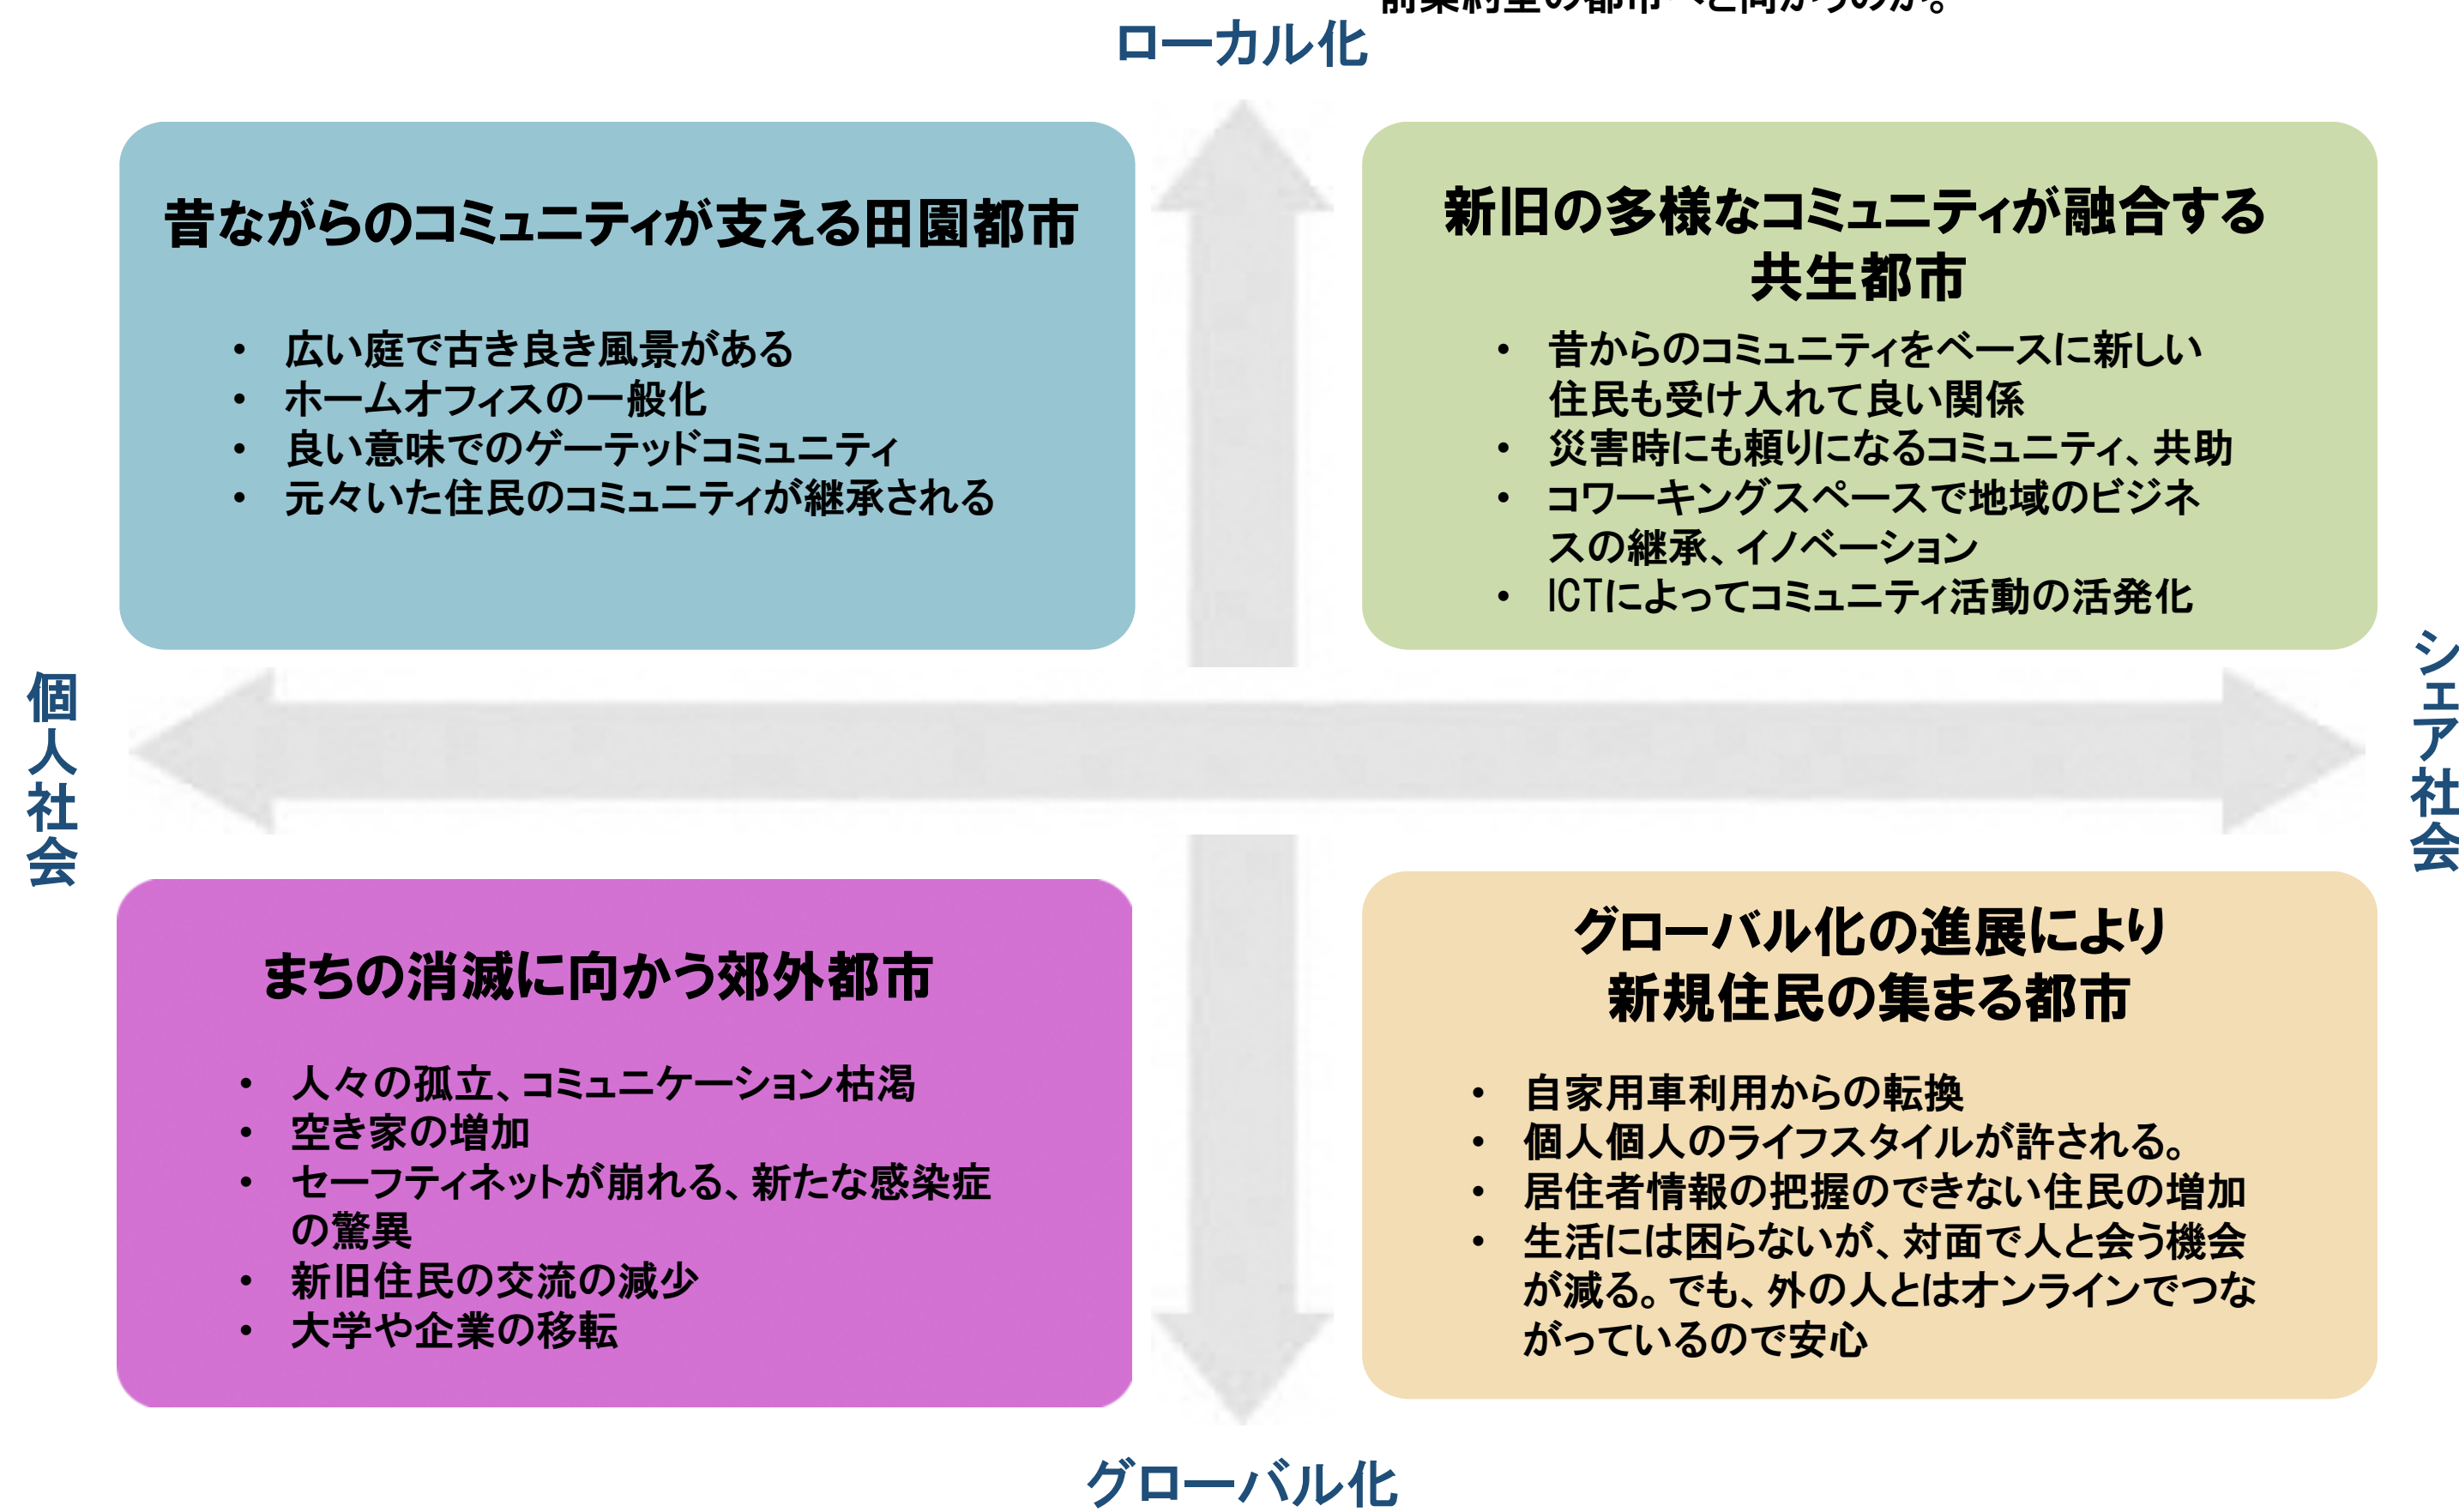 ローカル化
昔ながらのコミュニティが支える田園都市
• 広い庭で古き良き風景がある
• ホームオフィスの一般化
• 良い意味でのゲーテッドコミュニティ
• 元々いた住民のコミュニティが継承される
新旧の多様なコミュニティが融合する
共生都市
• 昔からのコミュニティをベースに新しい
住民も受け入れて良い関係
• 災害時にも頼りになるコミュニティ、共助
• コワーキングスペースで地域のビジネ
スの継承、イノベーション
• ICTによってコミュニティ活動の活発化
個人社会
シェア社会
まちの消滅に向かう郊外都市
• 人々の孤立、コミュニケーション枯渇
• 空き家の増加
• セーフティネットが崩れる、新たな感染症
の驚異
• 新旧住民の交流の減少
• 大学や企業の移転
グローバル化の進展により
新規住民の集まる都市
• 自家用車利用からの転換
• 個人個人のライフスタイルが許される。
• 居住者情報の把握のできない住民の増加
• 生活には困らないが、対面で人と会う機会
が減る。でも、外の人とはオンラインでつな
がっているので安心
グローバル化